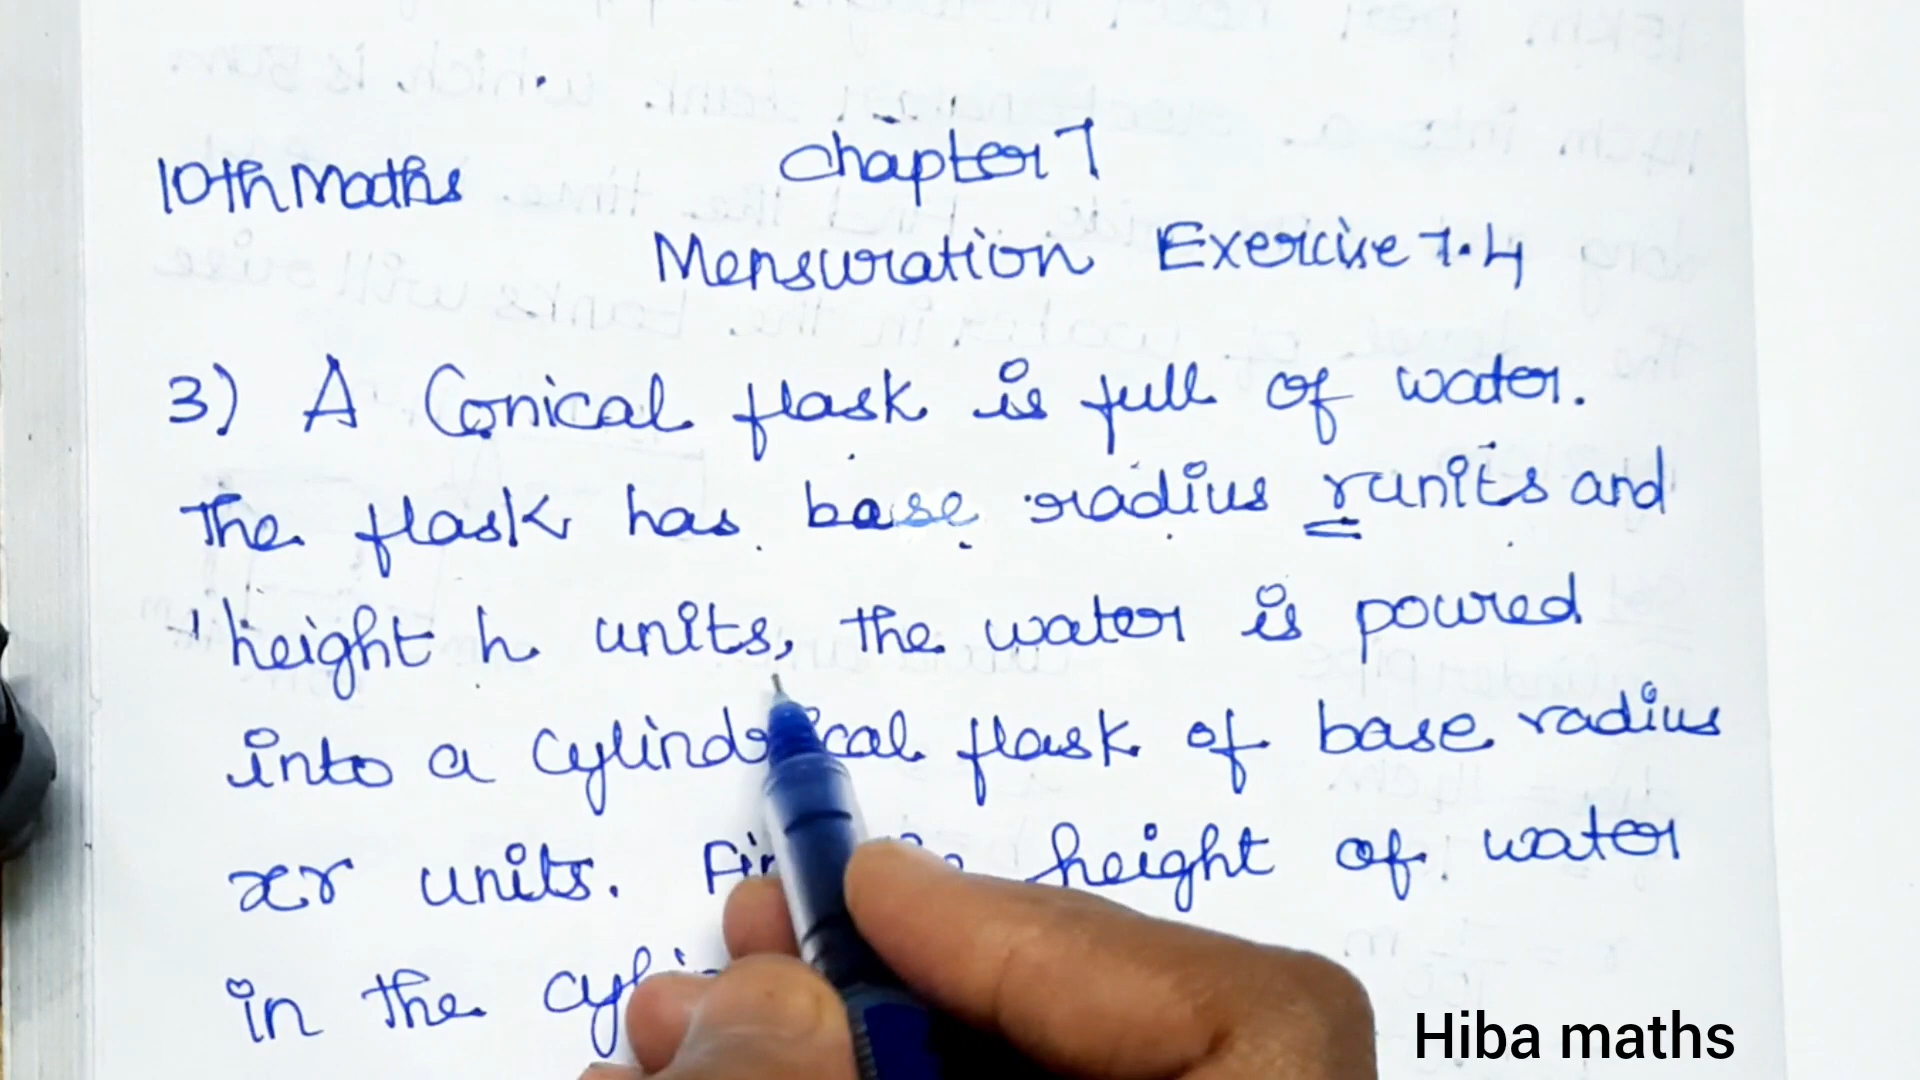 10th Maths
Chapter 7
Mensuration Exercise 7.4
3) A Conical flask is full of water.
The flask has base radius r units and
height h units, the water is poured
into a cylindrical flask of base radius
xr units. height of water
in the
Hiba maths